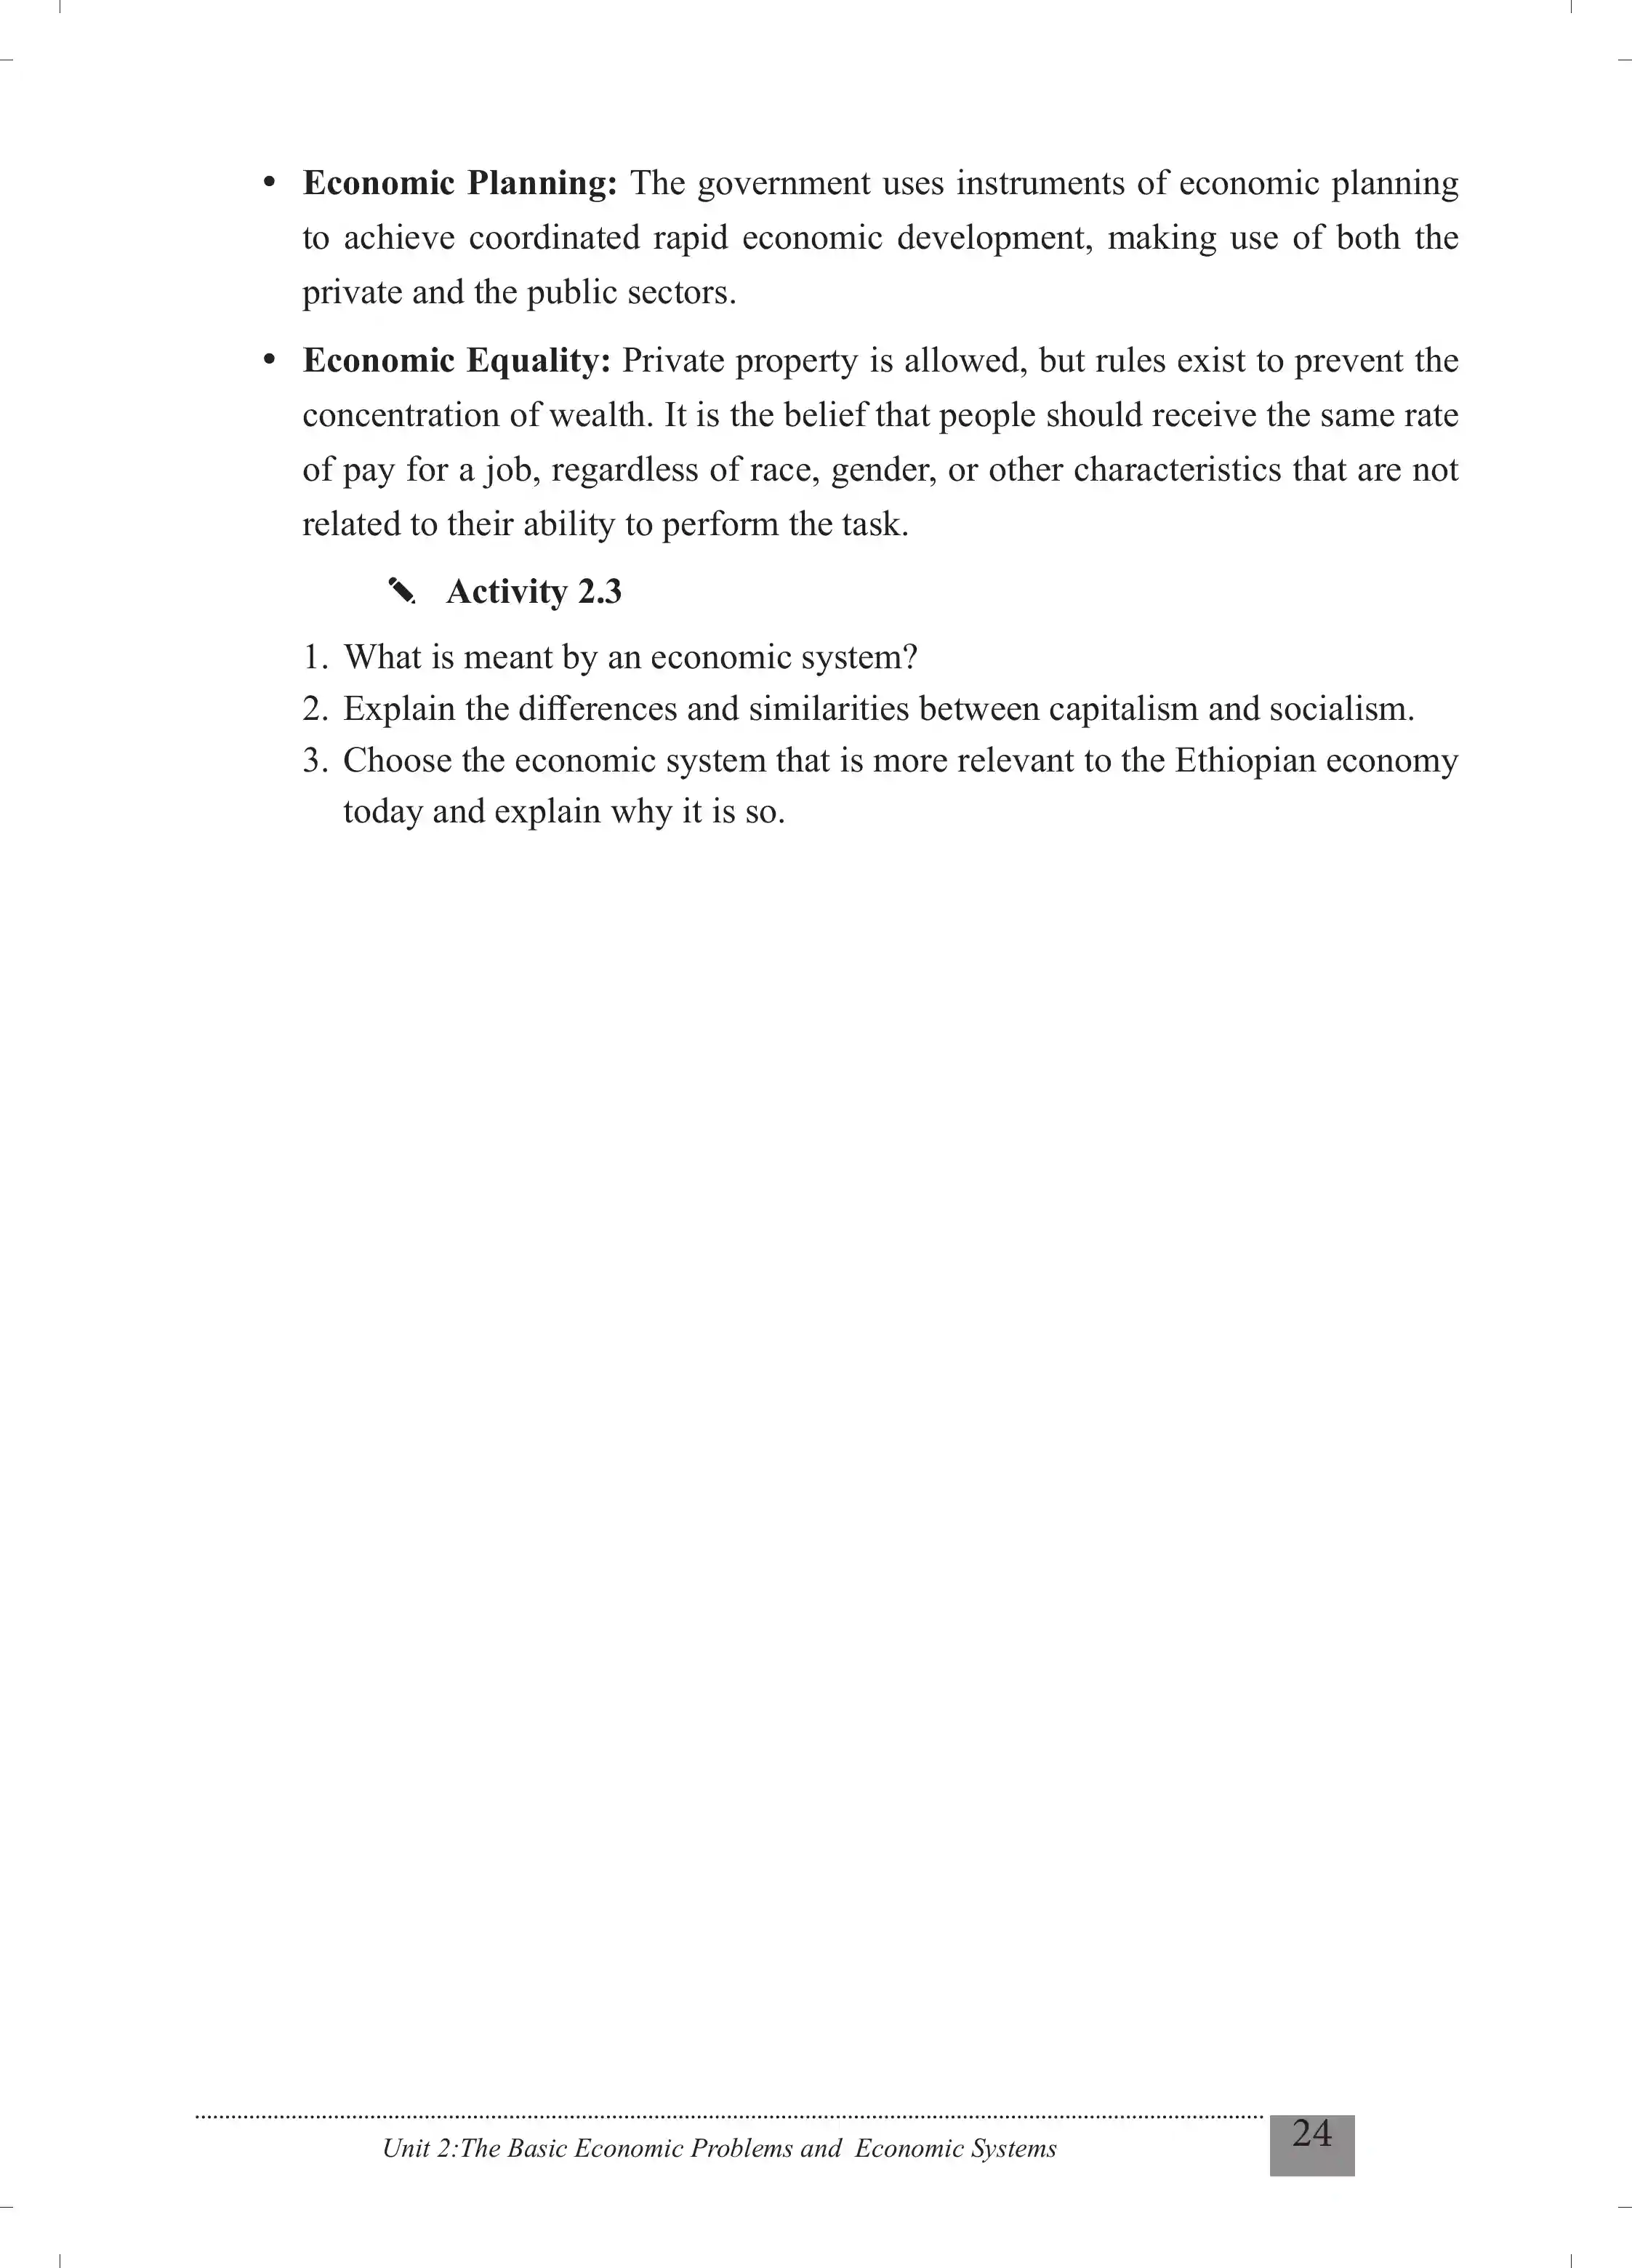 • Economic Planning: The government uses instruments of economic planning
to achieve coordinated rapid economic development, making use of both the
private and the public sectors.
• Economic Equality: Private property is allowed, but rules exist to prevent the
concentration of wealth. It is the belief that people should receive the same rate
of pay for a job, regardless of race, gender, or other characteristics that are not
related to their ability to perform the task.
Activity 2.3
1. What is meant by an economic system?
2. Explain the differences and similarities between capitalism and socialism.
3. Choose the economic system that is more relevant to the Ethiopian economy
today and explain why it is so.
Unit 2:The Basic Economic Problems and Economic Systems
24